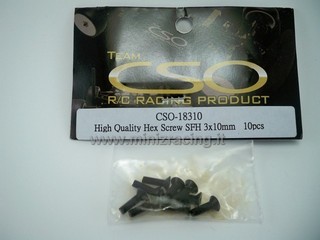 TEAM
CSO
R/C RACING PRODUCT
CSO-18310
High Quality Hex Screw SFH 3x10mm 10pcs
www.minizracing.it